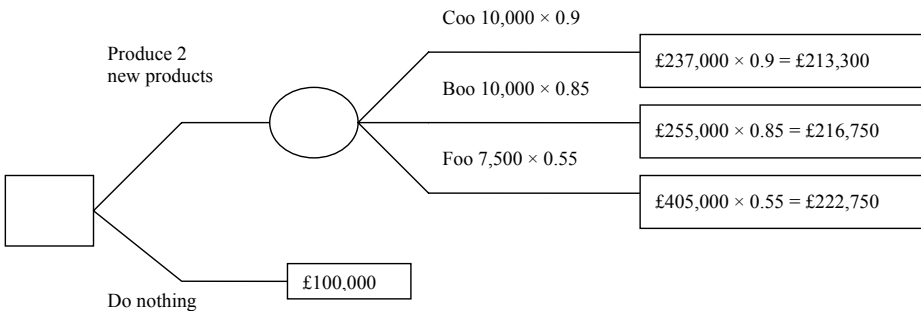 Coo 10,000 × 0.9
Produce 2
new products
£237,000 × 0.9 = £213,300
Boo 10,000 × 0.85
£255,000 × 0.85 = £216,750
Foo 7,500 × 0.55
£405,000 × 0.55 = £222,750
£100,000
Do nothing